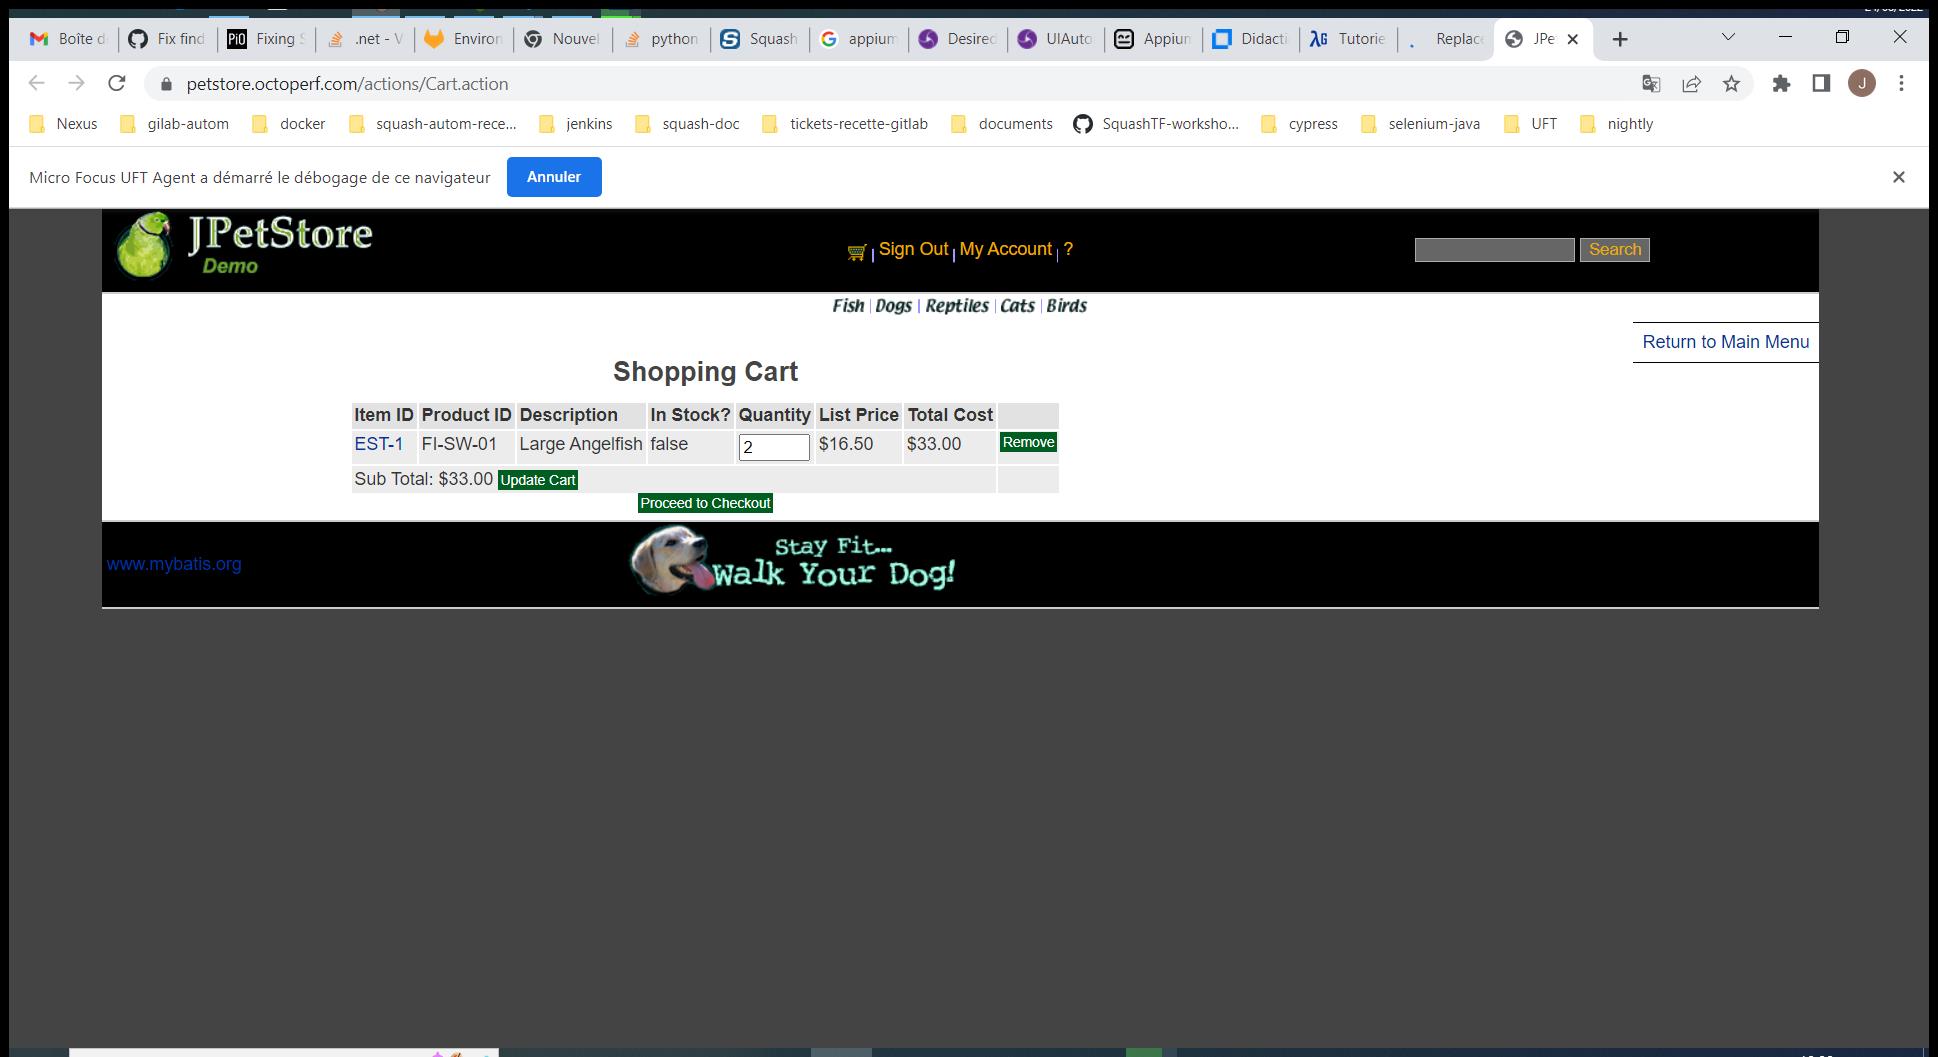 Boîte d Fix find Fixing .net - V Environ Nouvel python Squash appium Desired UIAuto Appium Didacti Tutorie Replace JPe
petstore.octoperf.com/actions/Cart.action
Nexus gilab-autom docker squash-autom-rece... jenkins squash-doc tickets-recette-gitlab documents SquashTF-worksho... cypress selenium-java UFT nightly
Micro Focus UFT Agent a démarré le débogage de ce navigateur Annuler
JPetStore
Demo
Sign Out | My Account | ? Search
Fish | Dogs | Reptiles | Cats | Birds
Return to Main Menu
Shopping Cart
Item ID Product ID Description In Stock? Quantity List Price Total Cost
EST-1 FI-SW-01 Large Angelfish false 2 $16.50 $33.00 Remove
Sub Total: $33.00 Update Cart
Proceed to Checkout
www.mybatis.org
Stay Fit...
Walk Your Dog!